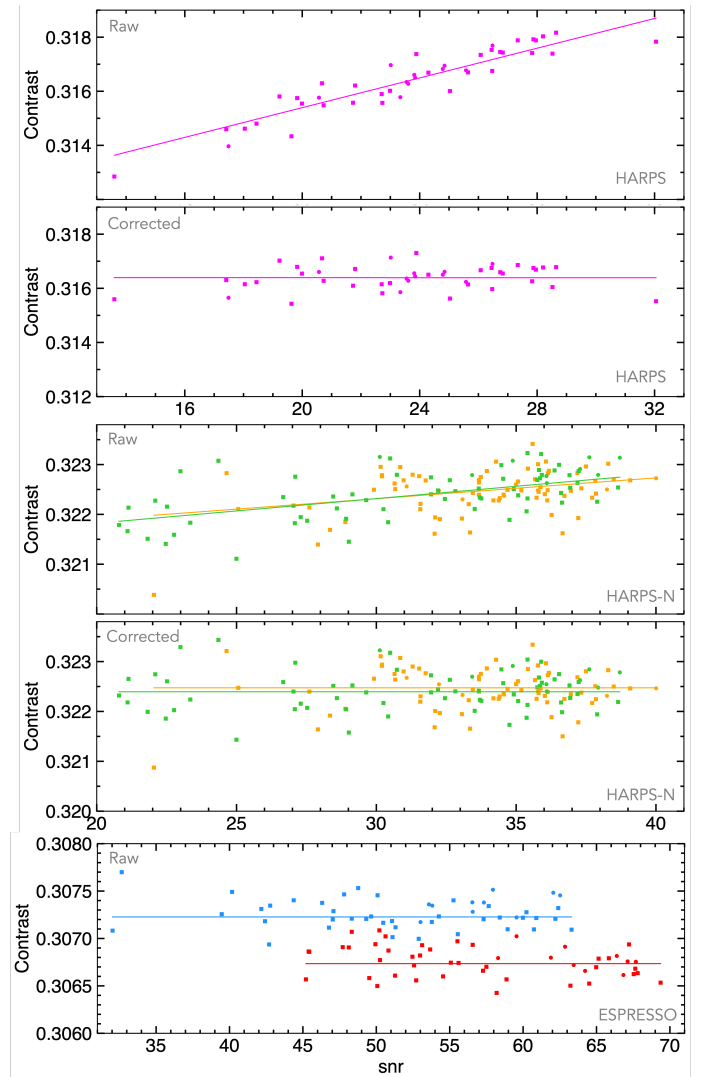 Raw
0.318
0.316
0.314
Contrast
HARPS
Corrected
0.318
0.316
0.314
0.312
Contrast
HARPS
16 20 24 28 32
Raw
0.323
0.322
0.321
Contrast
HARPS-N
Corrected
0.323
0.322
0.321
0.320
Contrast
HARPS-N
20 25 30 35 40
Raw
0.3080
0.3075
0.3070
0.3065
0.3060
Contrast
ESPRESSO
35 40 45 50 55 60 65 70
snr